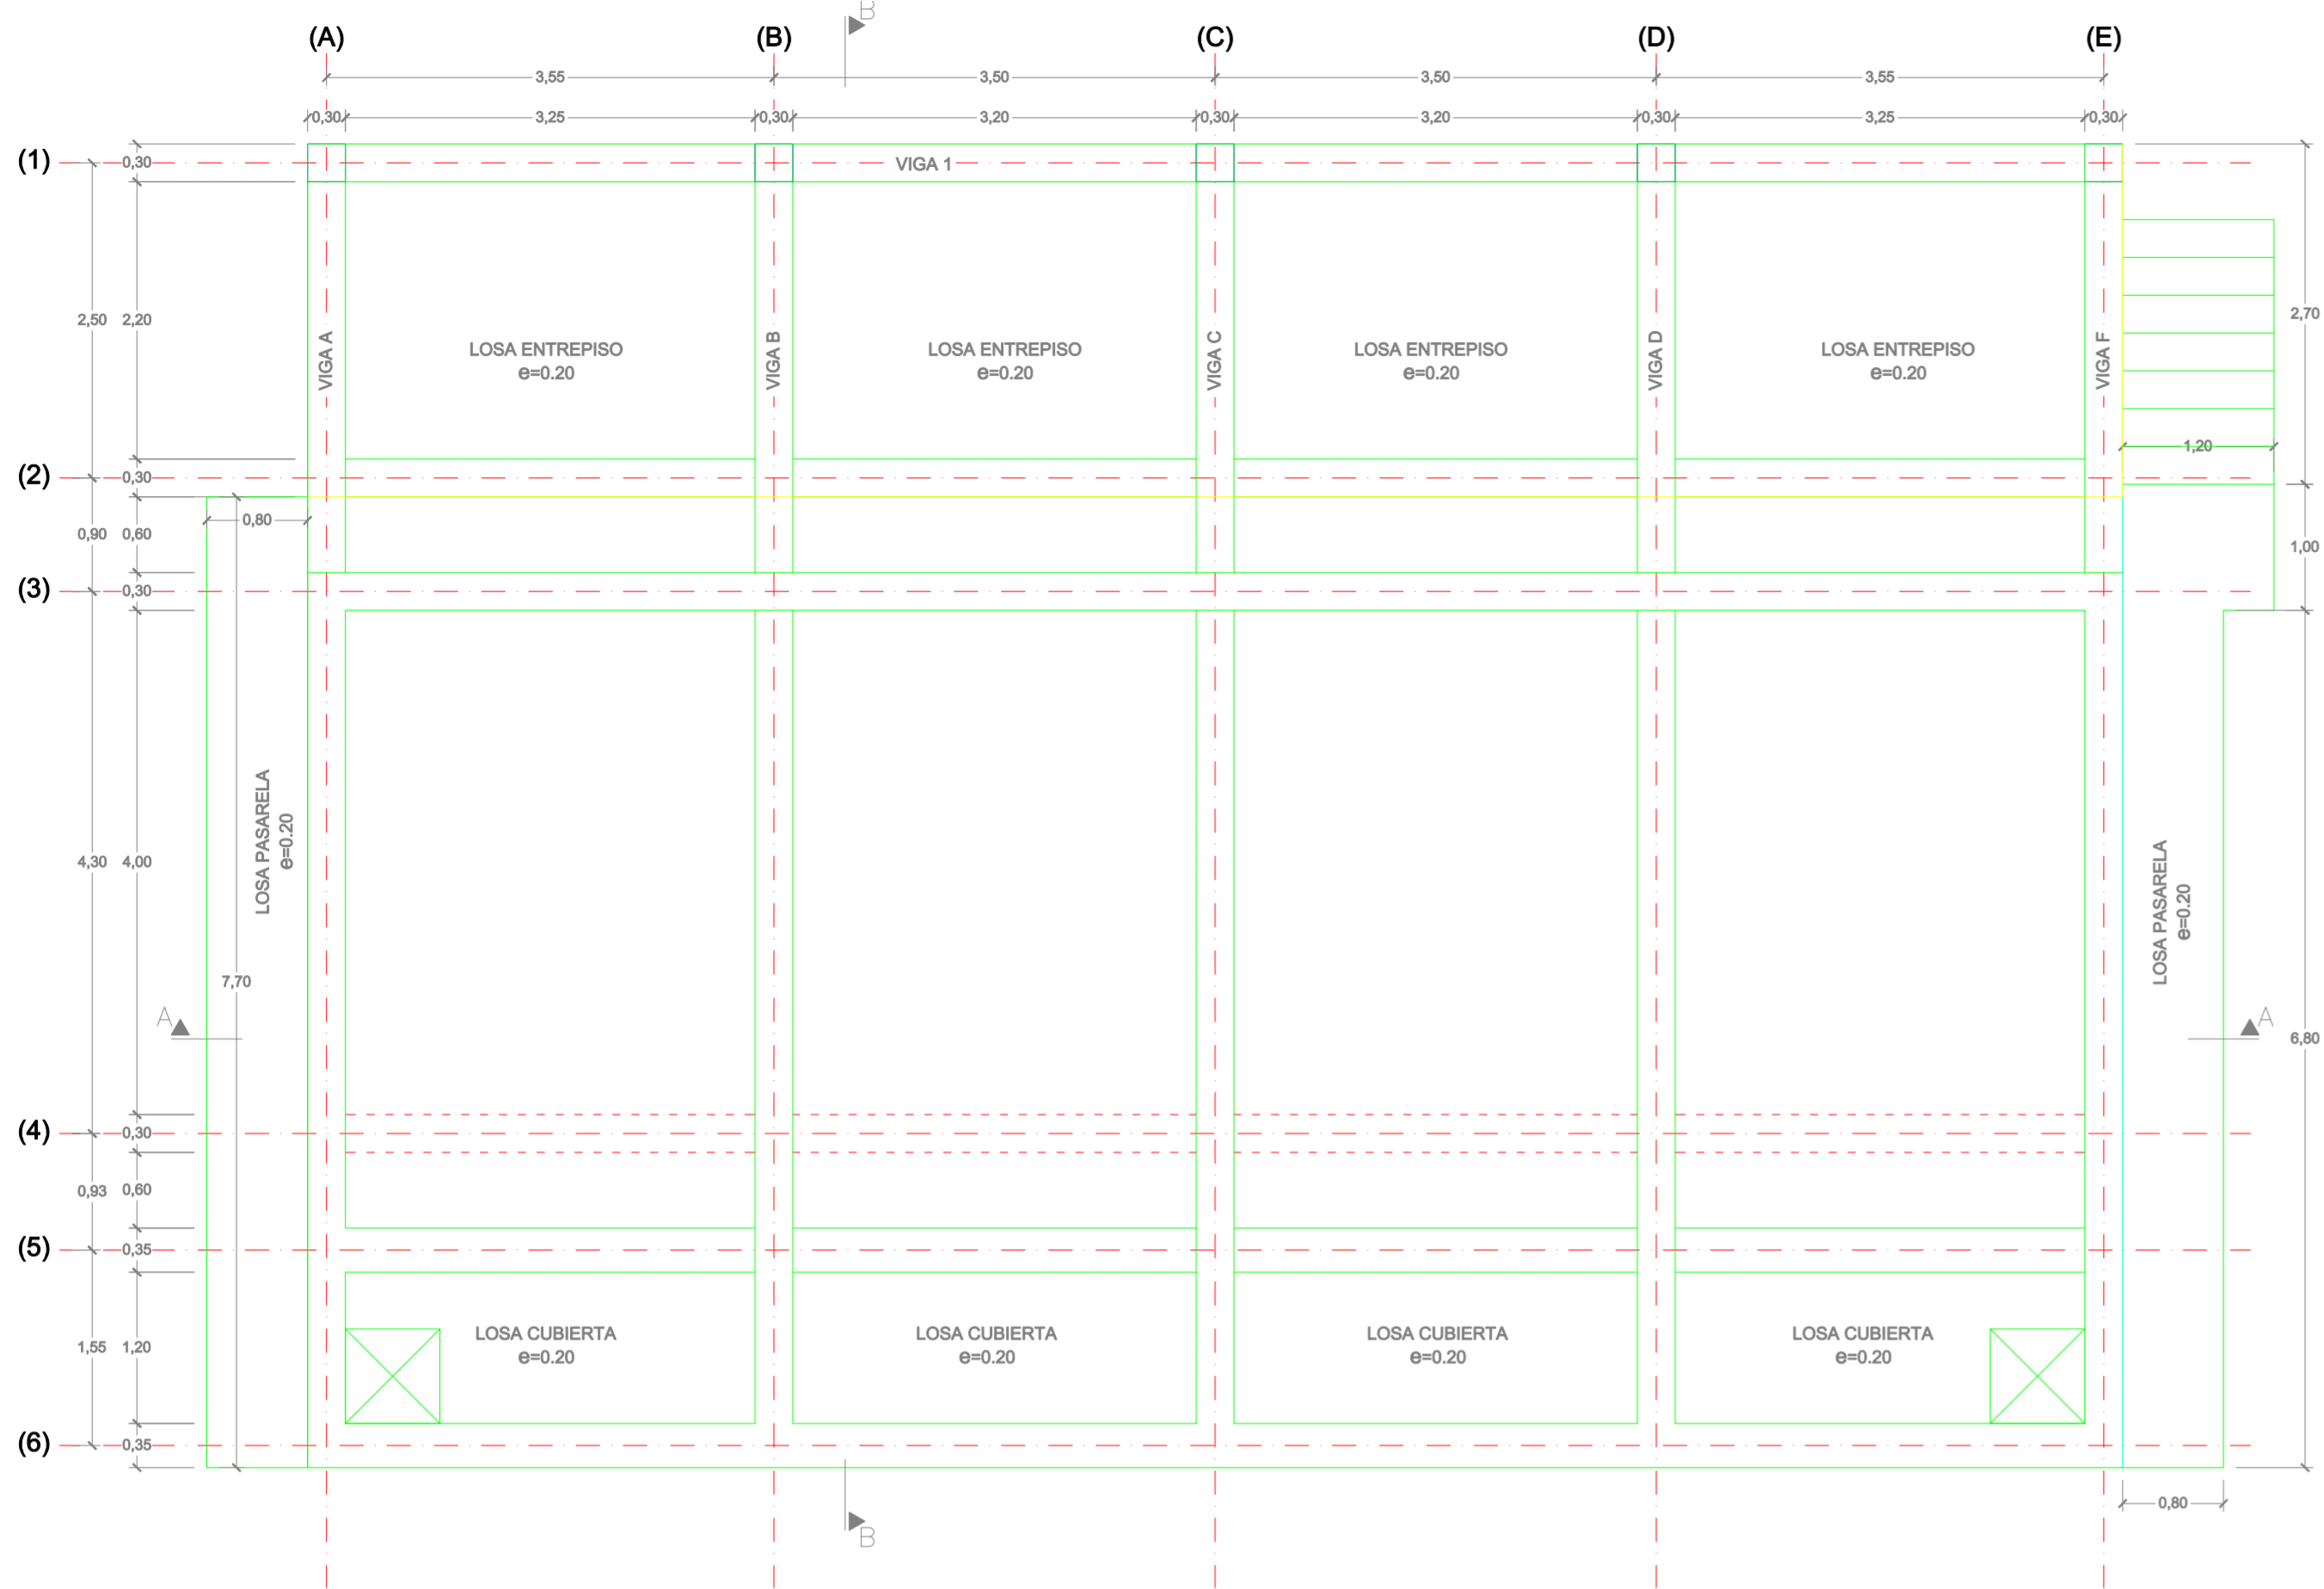 B
(A)
(B)
(C)
(D)
(E)
3,55
3,50
3,50
3,55
0,30
3,25
0,30
3,20
0,30
3,20
0,30
3,25
0,30
(1)
0,30
VIGA 1
2,50
2,20
2,70
VIGA A
LOSA ENTREPISO
e=0.20
VIGA B
LOSA ENTREPISO
e=0.20
VIGA C
LOSA ENTREPISO
e=0.20
VIGA D
LOSA ENTREPISO
e=0.20
VIGA F
1,20
(2)
0,30
0,80
0,90
0,60
1,00
(3)
0,30
4,30
4,00
LOSA PASARELA
e=0.20
LOSA PASARELA
e=0.20
7,70
A
A
6,80
(4)
0,30
0,93
0,60
(5)
0,35
1,55
1,20
LOSA CUBIERTA
e=0.20
LOSA CUBIERTA
e=0.20
LOSA CUBIERTA
e=0.20
LOSA CUBIERTA
e=0.20
(6)
0,35
0,80
B